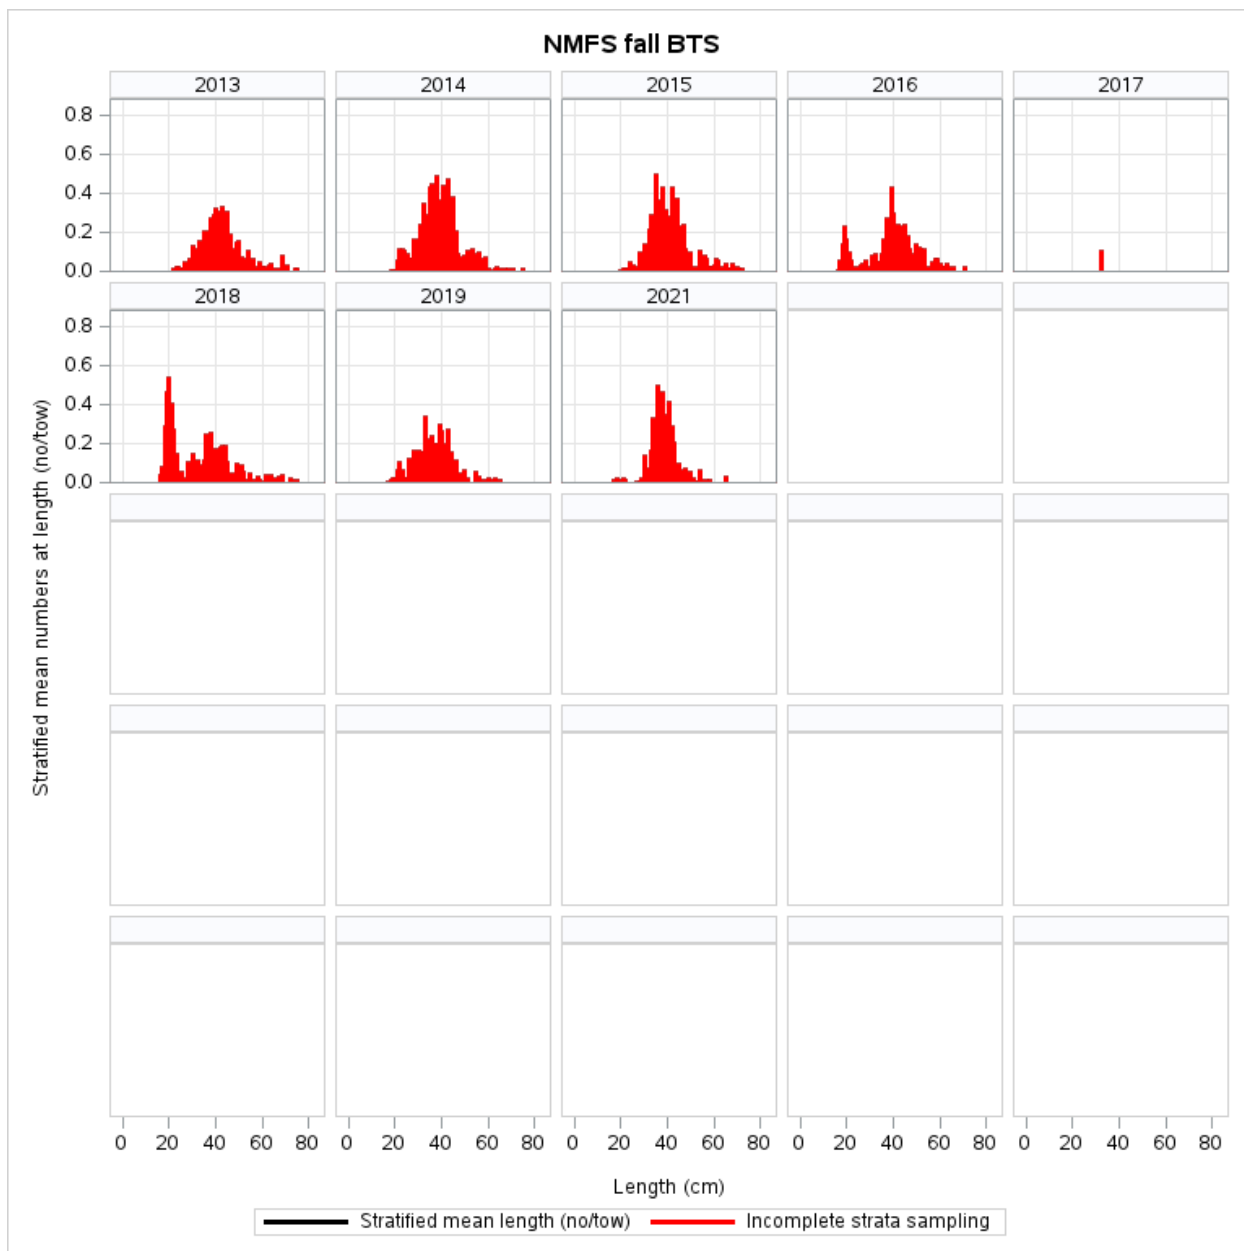 NMFS fall BTS
2013 2014 2015 2016 2017
0.8
0.6
0.4
0.2
0.0
2018 2019 2021
0.8
0.6
0.4
0.2
0.0
Stratified mean numbers at length (no/tow)
0 20 40 60 80 0 20 40 60 80 0 20 40 60 80 0 20 40 60 80 0 20 40 60 80
Length (cm)
Stratified mean length (no/tow) Incomplete strata sampling